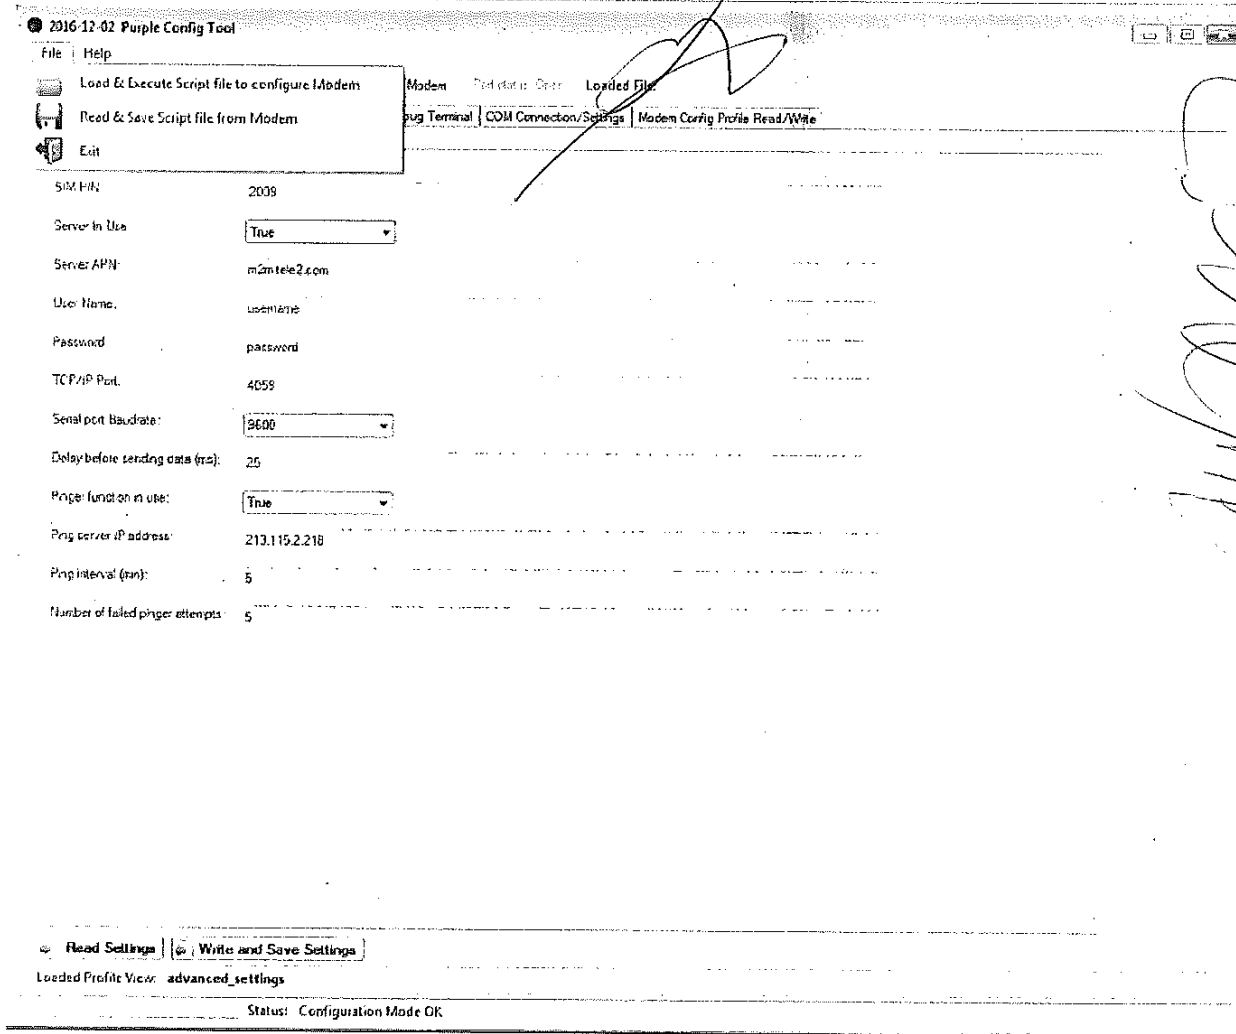 2016-12-02 Purple Config Tool
File Help
Load & Execute Script file to configure Modem
Modem Port status: Open Loaded File:
Read & Save Script file from Modem
bug Terminal COM Connection/Settings Modem Config Profile Read/Write
Exit
SIM PIN 2009
Server In Use True
Server APN: m2m.tele2.com
User Name: username
Password password
TCP/IP Port: 4059
Serial port Baudrate: 9600
Delay before sending data (ms): 25
Pinger function in use: True
Ping server IP address: 213.115.2.218
Ping interval (min): 5
Number of failed pinger attempts 5
Read Settings Write and Save Settings
Loaded Profile View: advanced_settings
Status: Configuration Mode OK